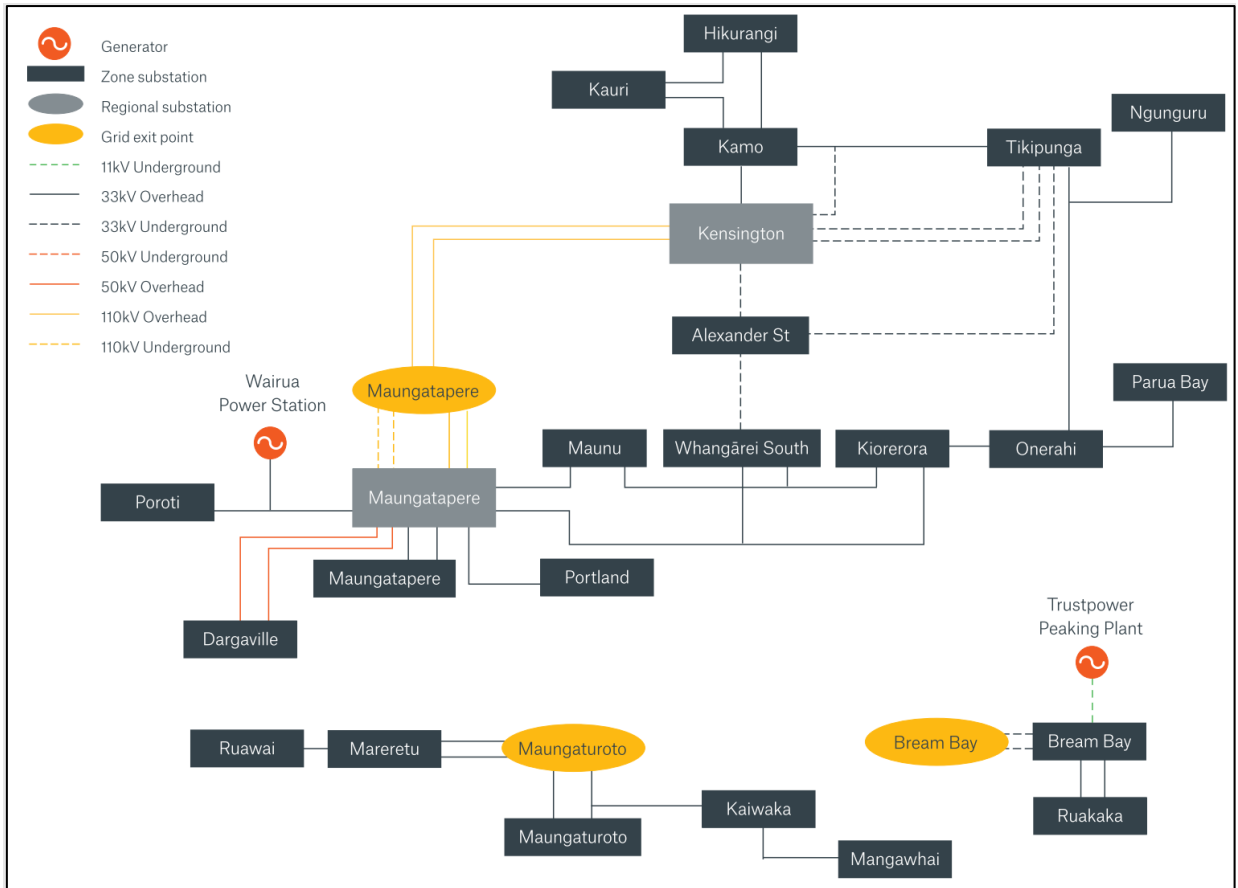 Generator
Zone substation
Regional substation
Grid exit point
11kV Underground
33kV Overhead
33kV Underground
50kV Underground
50kV Overhead
110kV Overhead
110kV Underground
Hikurangi
Kauri
Ngunguru
Kamo
Tikipunga
Kensington
Alexander St
Wairua
Power Station
Maungatapere
Parua Bay
Maunu
Whangārei South
Kiorerora
Onerahi
Poroti
Maungatapere
Maungatapere
Portland
Dargaville
Trustpower
Peaking Plant
Ruawai
Mareretu
Maungaturoto
Bream Bay
Bream Bay
Kaiwaka
Ruakaka
Maungaturoto
Mangawhai